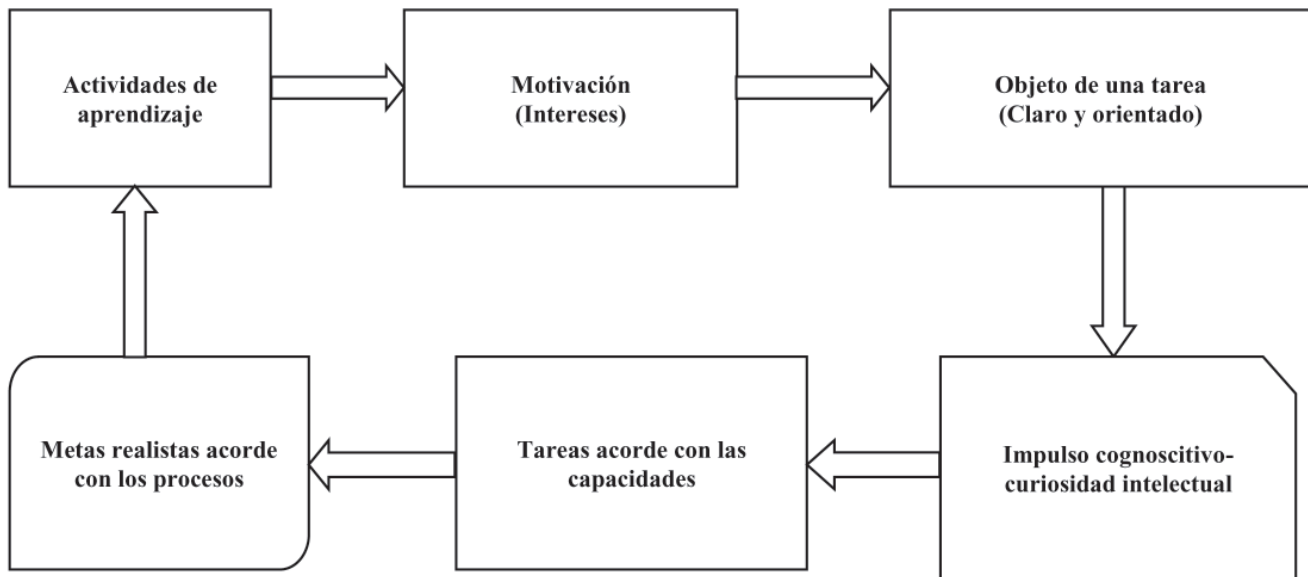 Actividades de
aprendizaje
Motivación
(Intereses)
Objeto de una tarea
(Claro y orientado)
Metas realistas acorde
con los procesos
Tareas acorde con las
capacidades
Impulso cognoscitivo-
curiosidad intelectual